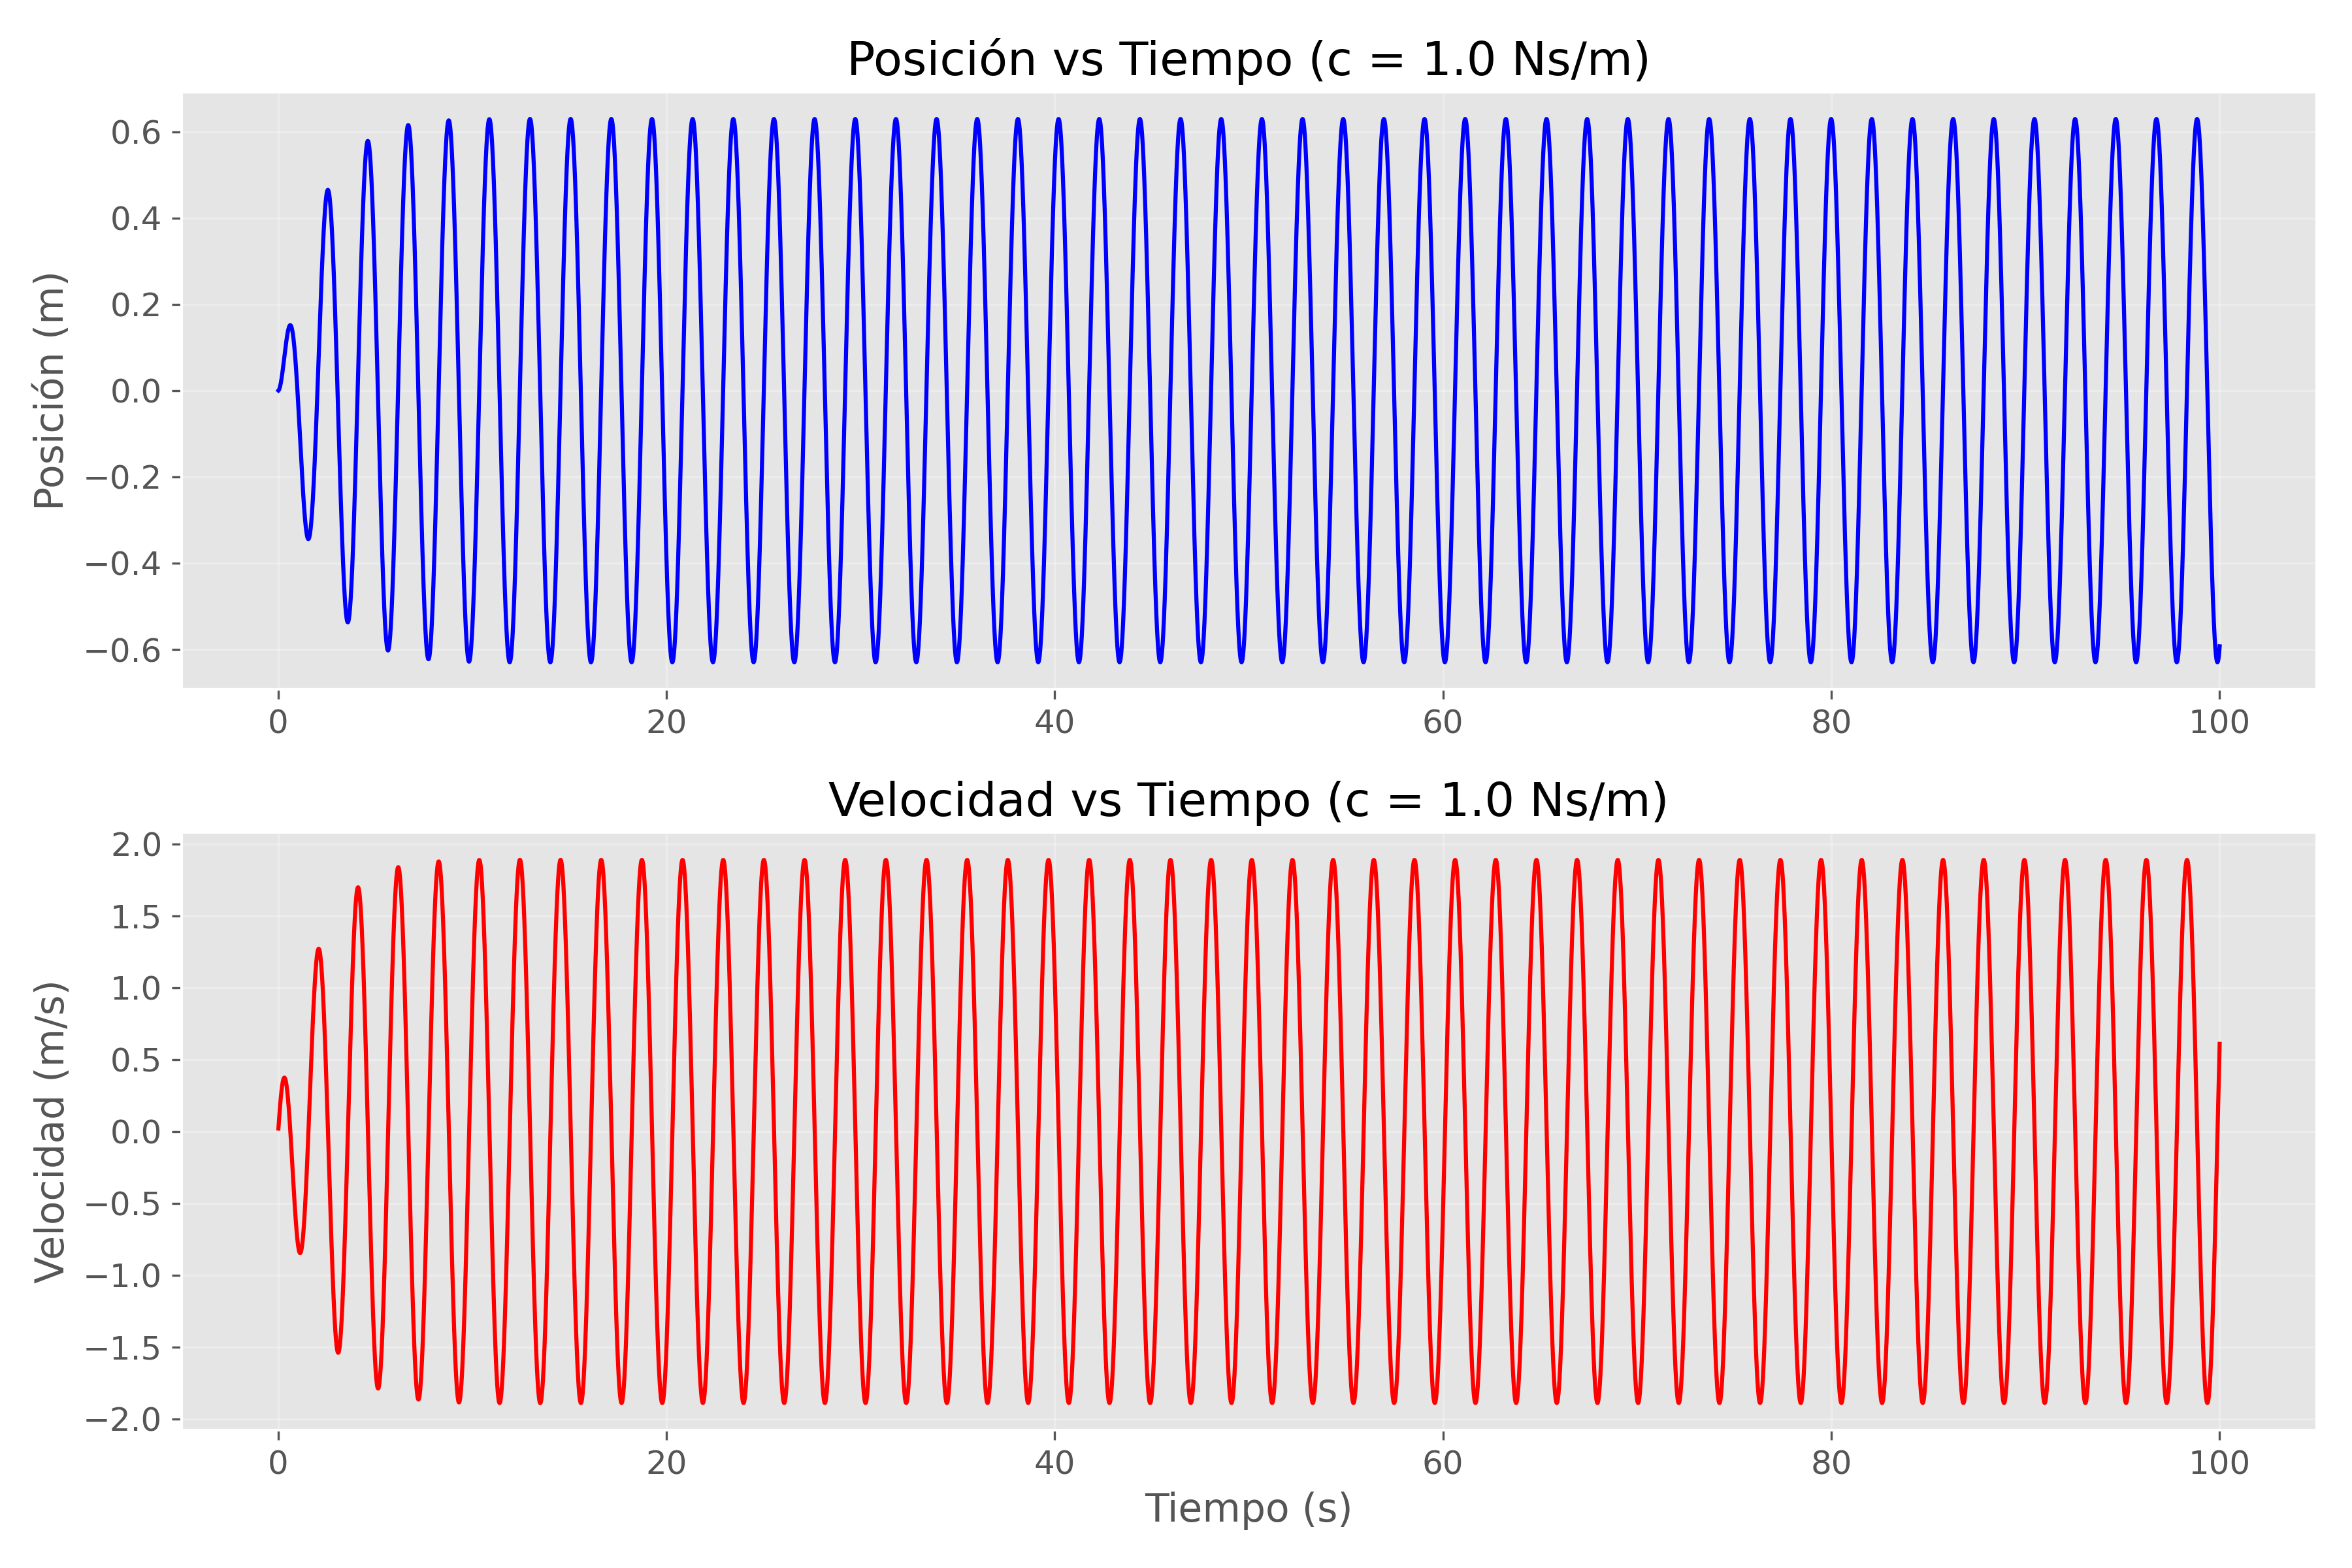 Posición vs Tiempo (c = 1.0 Ns/m)
Posición (m)
0.6
0.4
0.2
0.0
−0.2
−0.4
−0.6
0 20 40 60 80 100
Velocidad vs Tiempo (c = 1.0 Ns/m)
Velocidad (m/s)
2.0
1.5
1.0
0.5
0.0
−0.5
−1.0
−1.5
−2.0
0 20 40 60 80 100
Tiempo (s)